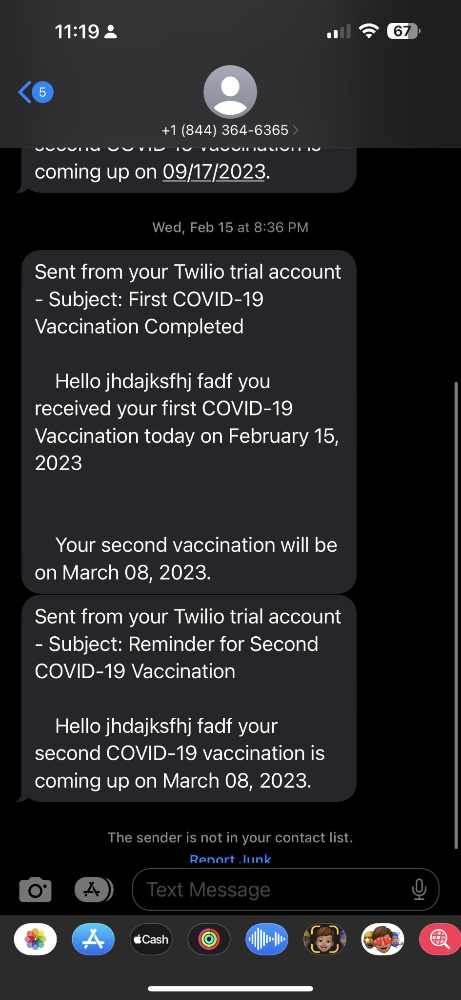 11:19
67
5
+1 (844) 364-6365
second COVID-19 vaccination is
coming up on 09/17/2023.
Wed, Feb 15 at 8:36 PM
Sent from your Twilio trial account
- Subject: First COVID-19
Vaccination Completed
Hello jhdajksfhj fadf you
received your first COVID-19
Vaccination today on February 15,
2023
Your second vaccination will be
on March 08, 2023.
Sent from your Twilio trial account
- Subject: Reminder for Second
COVID-19 Vaccination
Hello jhdajksfhj fadf your
second COVID-19 vaccination is
coming up on March 08, 2023.
The sender is not in your contact list.
Report Junk
Text Message
Cash